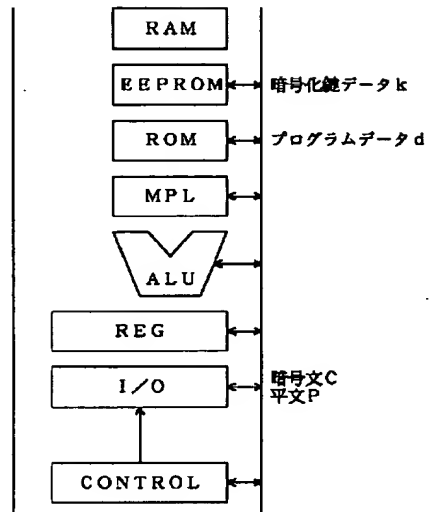 RAM
EEPROM
暗号化鍵データk
ROM
プログラムデータd
MPL
ALU
REG
I/O
暗号文C
平文P
CONTROL